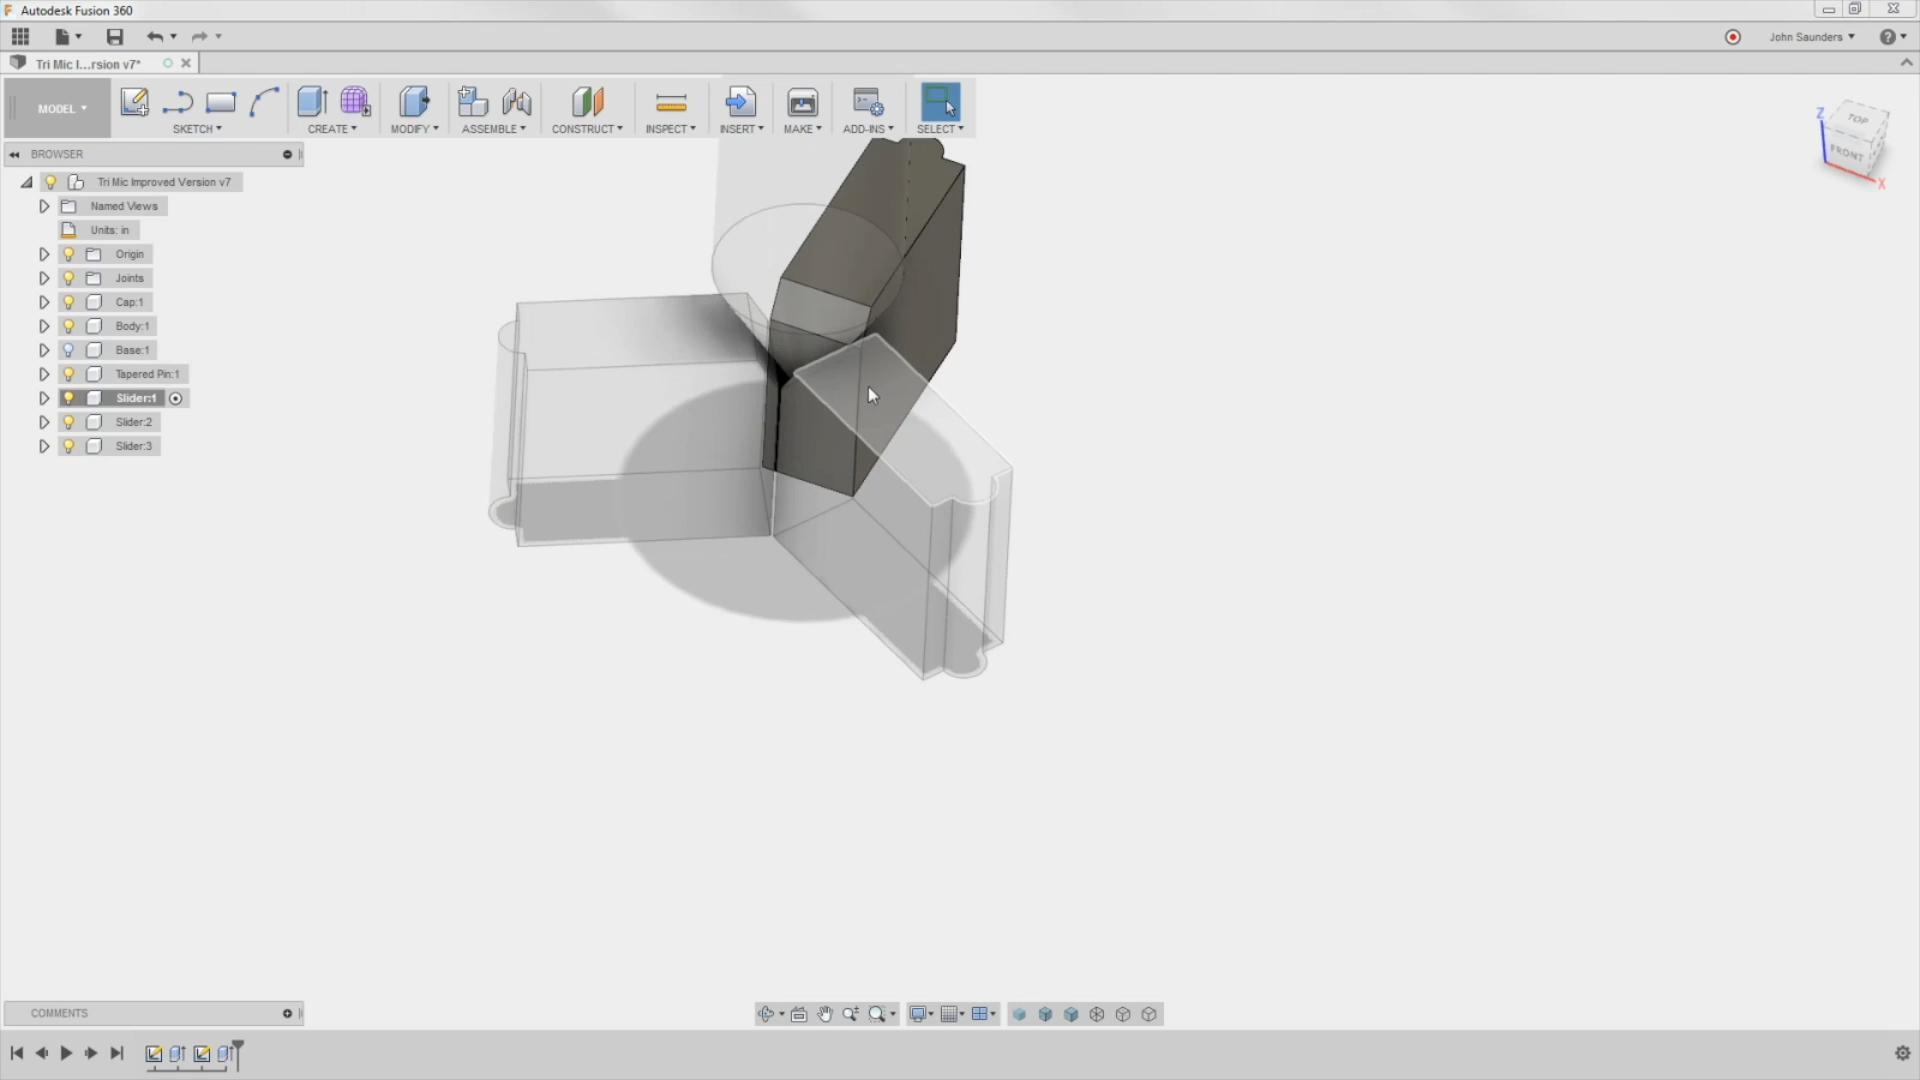 Autodesk Fusion 360
John Saunders
Tri Mic I...rsion v7*
MODEL
SKETCH
CREATE
MODIFY
ASSEMBLE
CONSTRUCT
INSPECT
INSERT
MAKE
ADD-INS
SELECT
BROWSER
Tri Mic Improved Version v7
Named Views
Units: in
Origin
Joints
Cap:1
Body:1
Base:1
Tapered Pin:1
Slider:1
Slider:2
Slider:3
Z
TOP
FRONT
X
COMMENTS